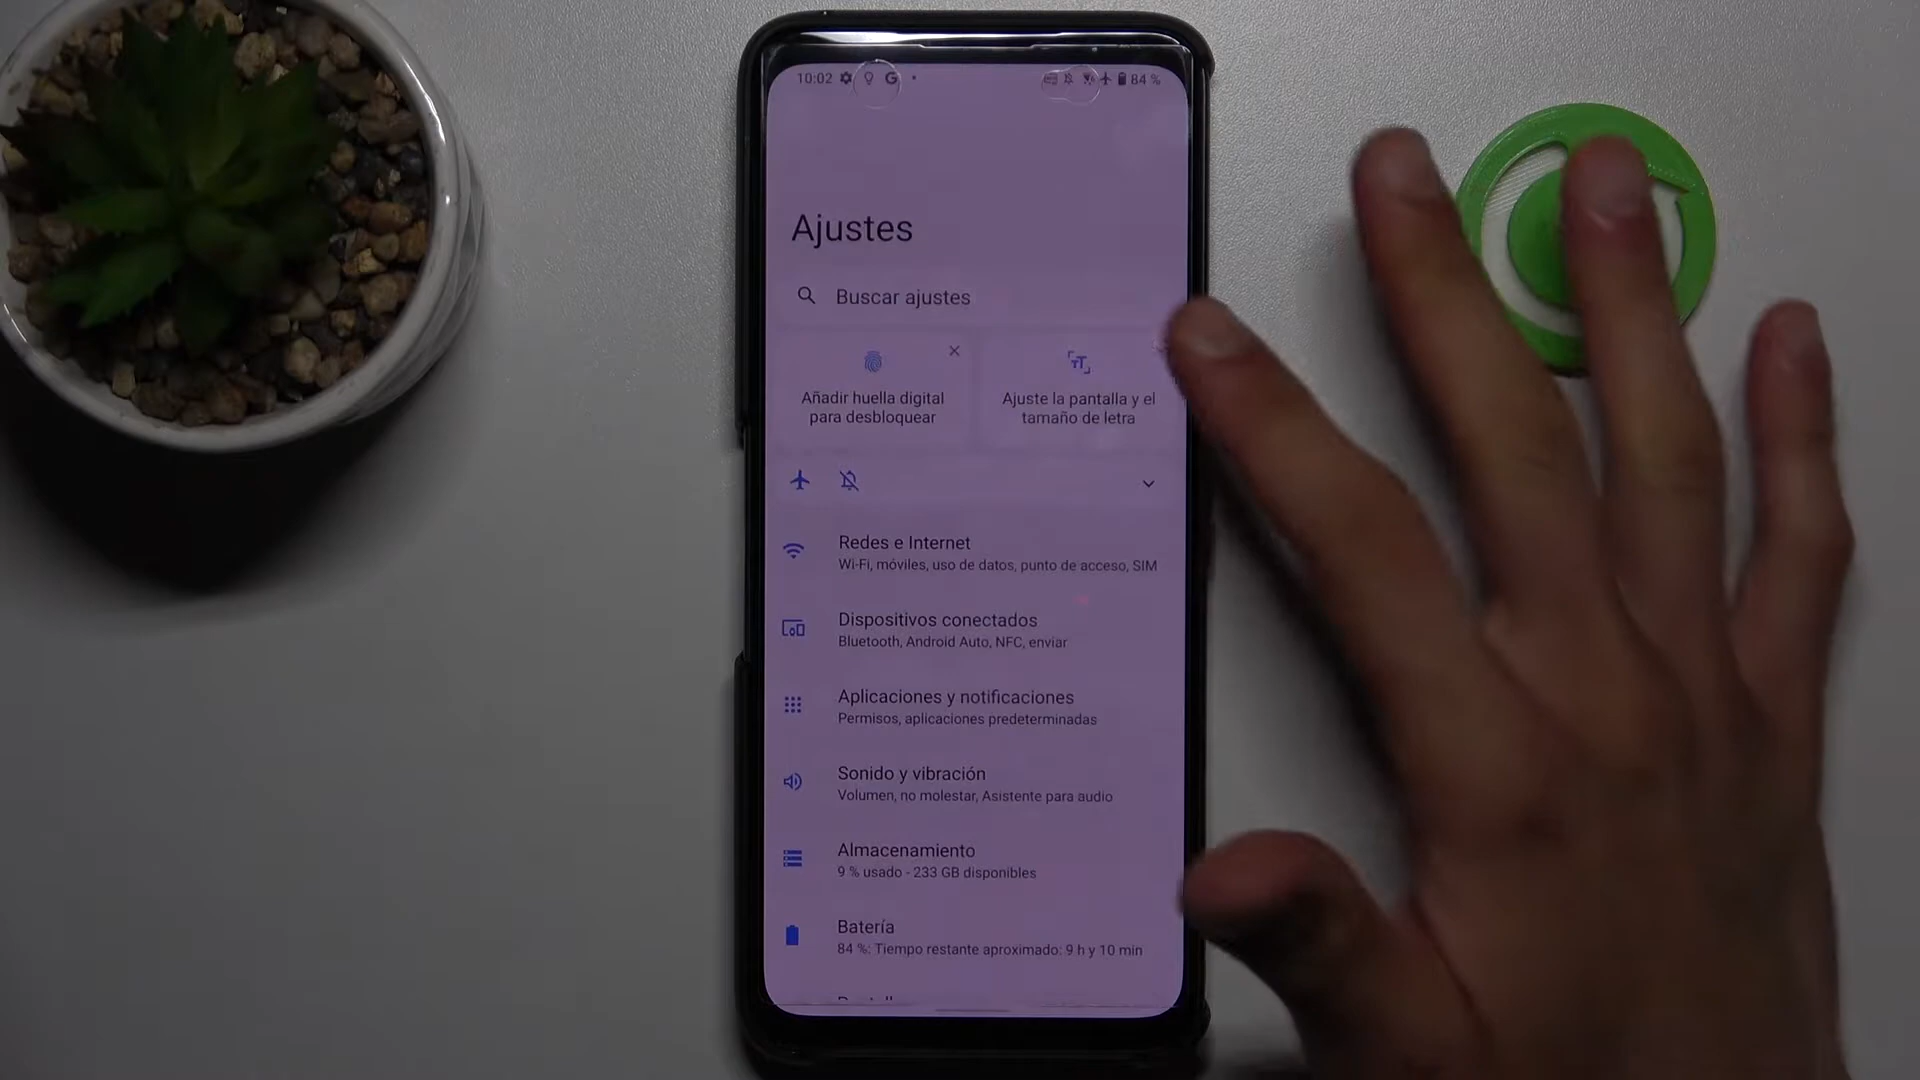 10:02 G 84 %
Ajustes
Buscar ajustes
Añadir huella digital
para desbloquear
Ajuste la pantalla y el
tamaño de letra
Redes e Internet
Wi-Fi, móviles, uso de datos, punto de acceso, SIM
Dispositivos conectados
Bluetooth, Android Auto, NFC, enviar
Aplicaciones y notificaciones
Permisos, aplicaciones predeterminadas
Sonido y vibración
Volumen, no molestar, Asistente para audio
Almacenamiento
9 % usado - 233 GB disponibles
Batería
84 %: Tiempo restante aproximado: 9 h y 10 min